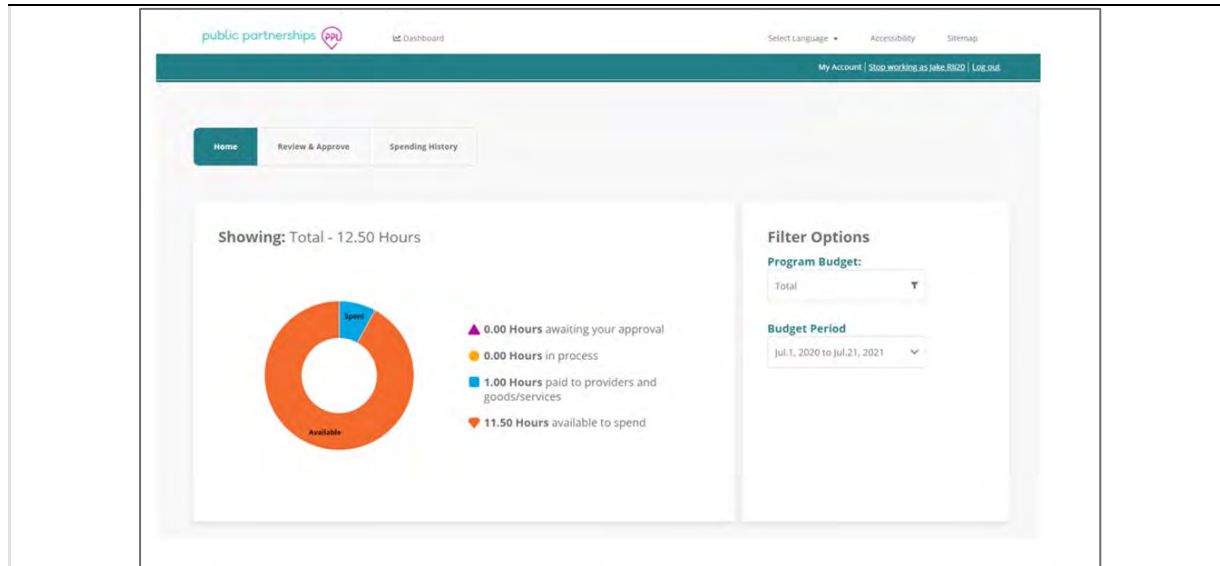 public partnerships ppl
Dashboard
Select Language
Accessibility
Sitemap
My Account | Stop working as Jake RII20 | Log out
Home
Review & Approve
Spending History
Showing: Total - 12.50 Hours
Spent
Available
0.00 Hours awaiting your approval
0.00 Hours in process
1.00 Hours paid to providers and
goods/services
11.50 Hours available to spend
Filter Options
Program Budget:
Total
Budget Period
Jul.1, 2020 to Jul.21, 2021